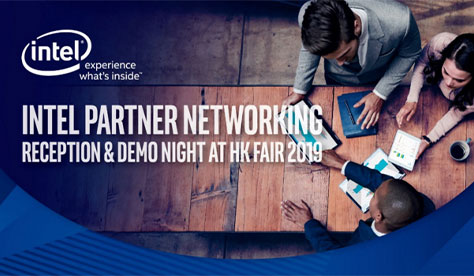 intel
experience
what's inside™
INTEL PARTNER NETWORKING
RECEPTION & DEMO NIGHT AT HK FAIR 2019